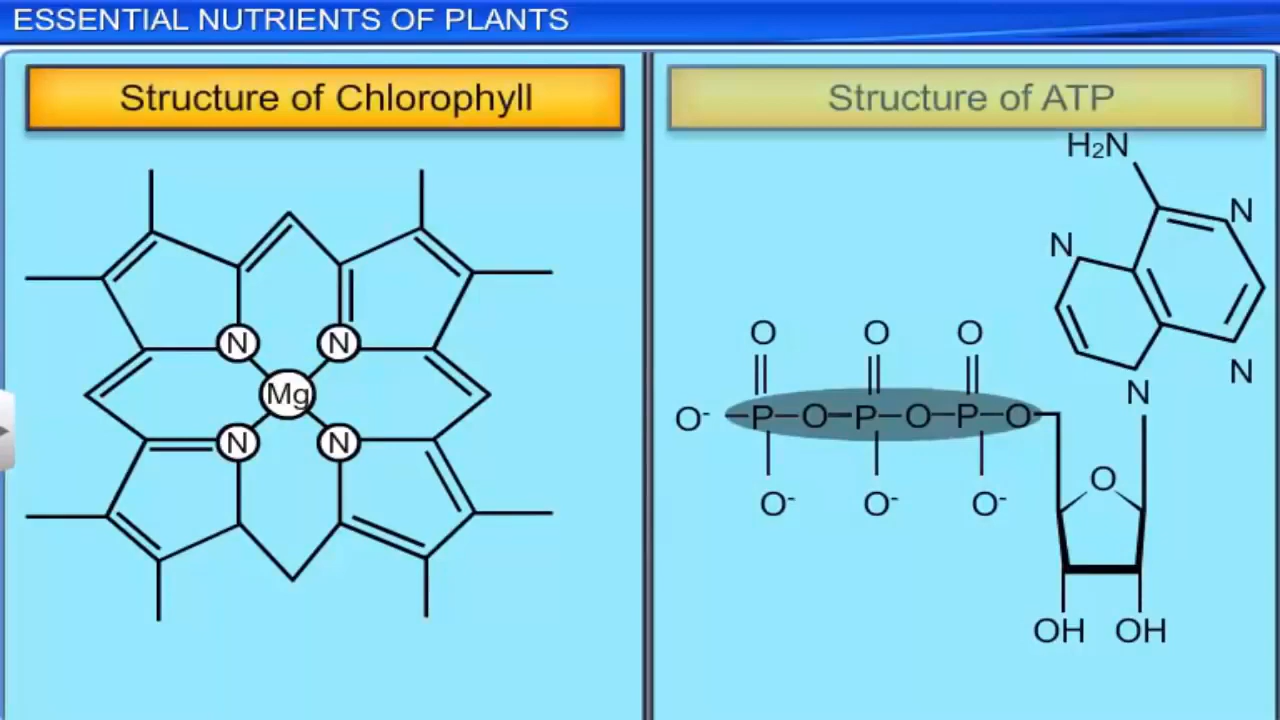 ESSENTIAL NUTRIENTS OF PLANTS
Structure of Chlorophyll
N N
Mg
N N
Structure of ATP
H₂N
N
N
N
N
O O O
O⁻ P O P O P O
O⁻ O⁻ O⁻
O
OH OH